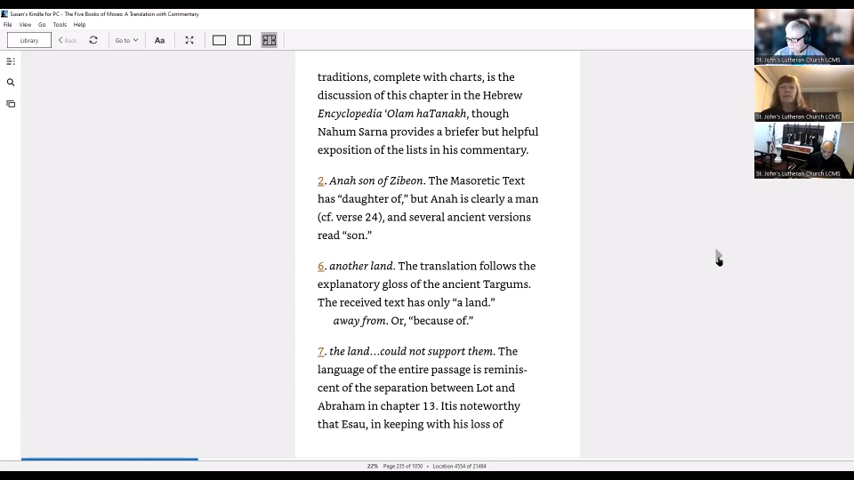 Susan's Kindle for PC - The Five Books of Moses: A Translation with Commentary
File View Go Tools Help
Library
Back
Go to
Aa
traditions, complete with charts, is the
discussion of this chapter in the Hebrew
Encyclopedia ‘Olam haTanakh, though
Nahum Sarna provides a briefer but helpful
exposition of the lists in his commentary.
2. Anah son of Zibeon. The Masoretic Text
has “daughter of,” but Anah is clearly a man
(cf. verse 24), and several ancient versions
read “son.”
6. another land. The translation follows the
explanatory gloss of the ancient Targums.
The received text has only “a land.”
away from. Or, “because of.”
7. the land…could not support them. The
language of the entire passage is reminis-
cent of the separation between Lot and
Abraham in chapter 13. Itis noteworthy
that Esau, in keeping with his loss of
22% Page 235 of 1050 • Location 4554 of 21484
St. John's Lutheran Church LCMS
St. John's Lutheran Church LCMS
St. John's Lutheran Church LCMS